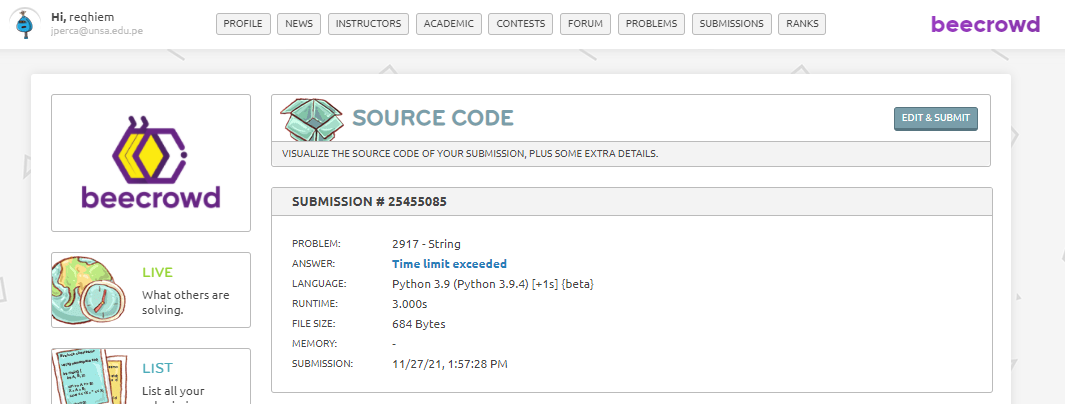 Hi, reqhiem
jperca@unsa.edu.pe
PROFILE NEWS INSTRUCTORS ACADEMIC CONTESTS FORUM PROBLEMS SUBMISSIONS RANKS
beecrowd
beecrowd
LIVE
What others are
solving.
LIST
List all your
SOURCE CODE
EDIT & SUBMIT
VISUALIZE THE SOURCE CODE OF YOUR SUBMISSION, PLUS SOME EXTRA DETAILS.
SUBMISSION # 25455085
PROBLEM: 2917 - String
ANSWER: Time limit exceeded
LANGUAGE: Python 3.9 (Python 3.9.4) [+1s] {beta}
RUNTIME: 3.000s
FILE SIZE: 684 Bytes
MEMORY: -
SUBMISSION: 11/27/21, 1:57:28 PM